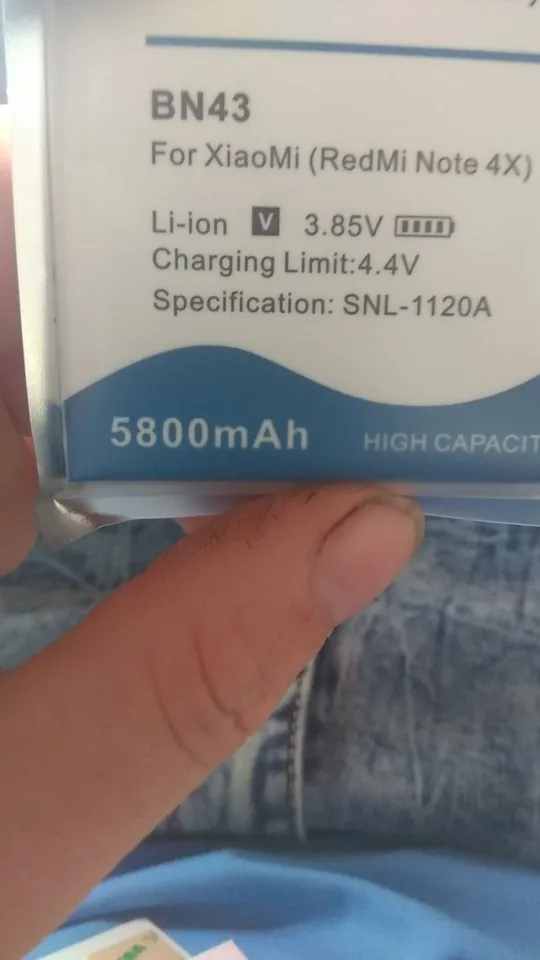 BN43
For XiaoMi (RedMi Note 4X)
Li-ion V 3.85V
Charging Limit:4.4V
Specification: SNL-1120A
5800mAh
HIGH CAPACIT